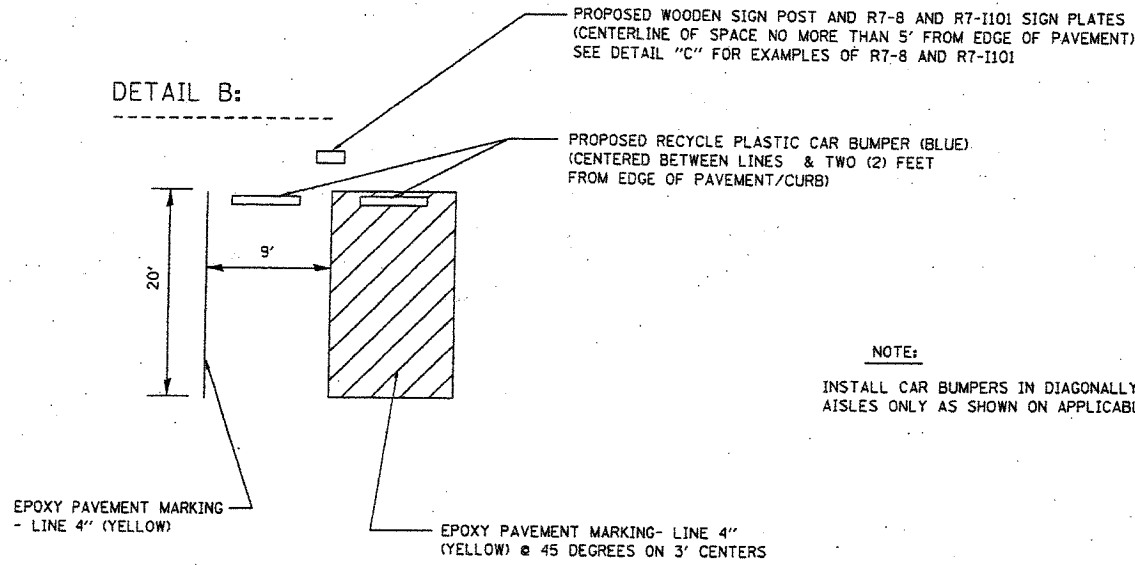 PROPOSED WOODEN SIGN POST AND R7-8 AND R7-I101 SIGN PLATES
(CENTERLINE OF SPACE NO MORE THAN 5' FROM EDGE OF PAVEMENT)
SEE DETAIL "C" FOR EXAMPLES OF R7-8 AND R7-I101
DETAIL B:
PROPOSED RECYCLE PLASTIC CAR BUMPER (BLUE)
(CENTERED BETWEEN LINES & TWO (2) FEET
FROM EDGE OF PAVEMENT/CURB)
9'
20'
NOTE:
INSTALL CAR BUMPERS IN DIAGONALLY
AISLES ONLY AS SHOWN ON
EPOXY PAVEMENT MARKING
- LINE 4" (YELLOW)
EPOXY PAVEMENT MARKING- LINE 4"
(YELLOW) @ 45 DEGREES ON 3' CENTERS